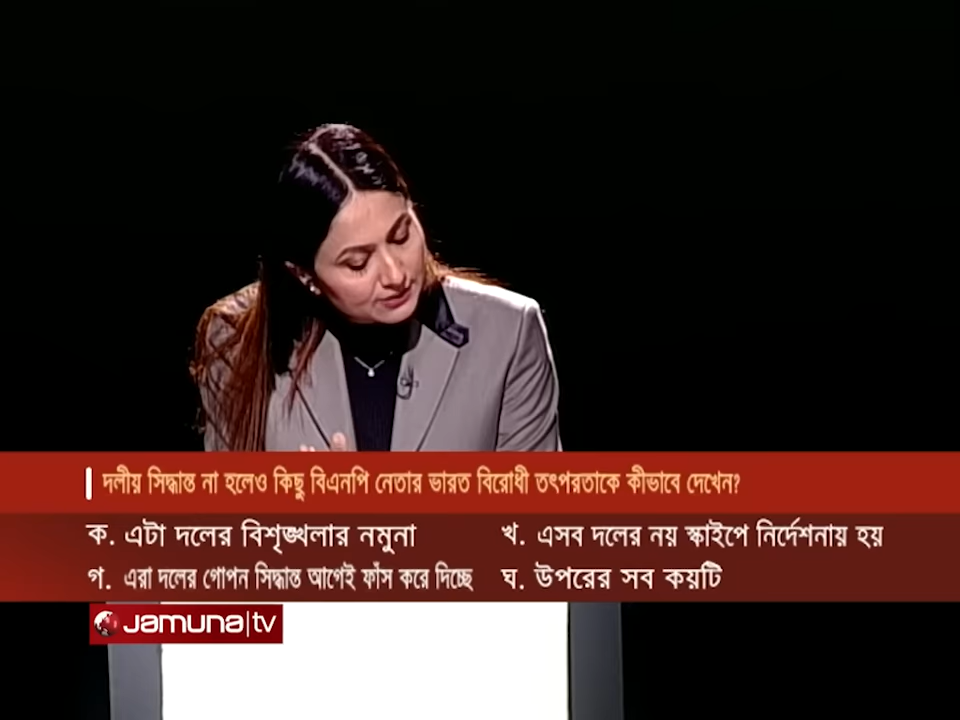 দলীয় সিদ্ধান্ত না হলেও কিছু বিএনপি নেতার ভারত বিরোধী তৎপরতাকে কীভাবে দেখেন?
ক. এটা দলের বিশৃঙ্খলার নমুনা
খ. এসব দলের নয় স্কাইপে নির্দেশনায় হয়
গ. এরা দলের গোপন সিদ্ধান্ত আগেই ফাঁস করে দিচ্ছে
ঘ. উপরের সব কয়টি
Jamuna|tv